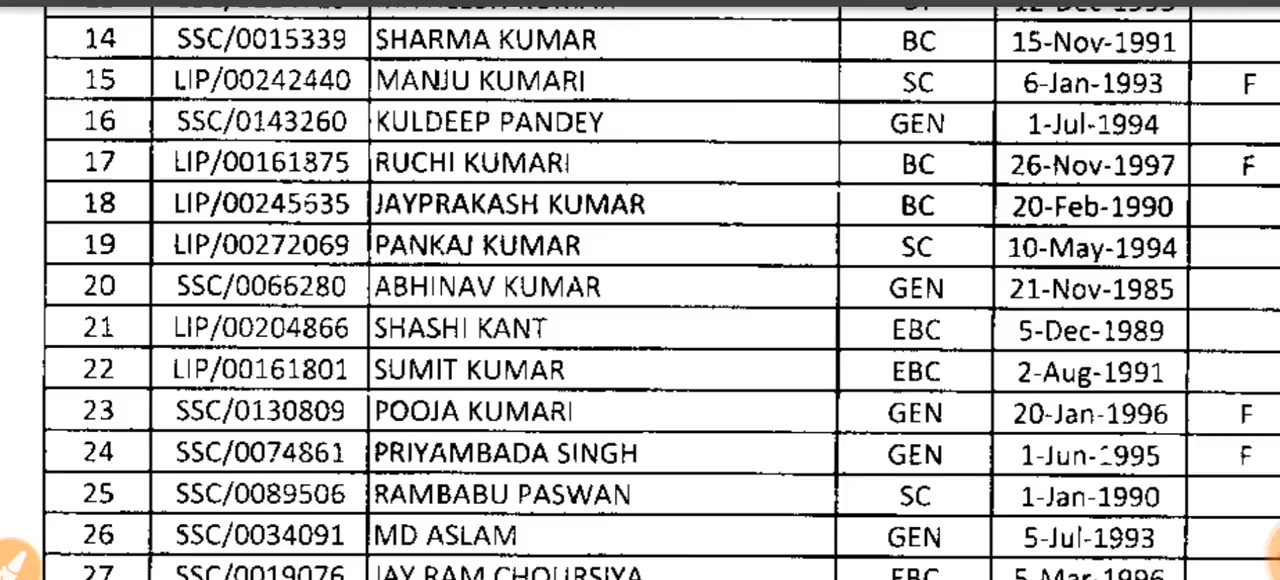 14 SSC/0015339 SHARMA KUMAR BC 15-Nov-1991
15 LIP/00242440 MANJU KUMARI SC 6-Jan-1993 F
16 SSC/0143260 KULDEEP PANDEY GEN 1-Jul-1994
17 LIP/00161875 RUCHI KUMARI BC 26-Nov-1997 F
18 LIP/00245635 JAYPRAKASH KUMAR BC 20-Feb-1990
19 LIP/00272069 PANKAJ KUMAR SC 10-May-1994
20 SSC/0066280 ABHINAV KUMAR GEN 21-Nov-1985
21 LIP/00204866 SHASHI KANT EBC 5-Dec-1989
22 LIP/00161801 SUMIT KUMAR EBC 2-Aug-1991
23 SSC/0130809 POOJA KUMARI GEN 20-Jan-1996 F
24 SSC/0074861 PRIYAMBADA SINGH GEN 1-Jun-1995 F
25 SSC/0089506 RAMBABU PASWAN SC 1-Jan-1990
26 SSC/0034091 MD ASLAM GEN 5-Jul-1993
27 SSC/0019076 JAY RAM CHOURSIYA EBC 5-Mar-1996